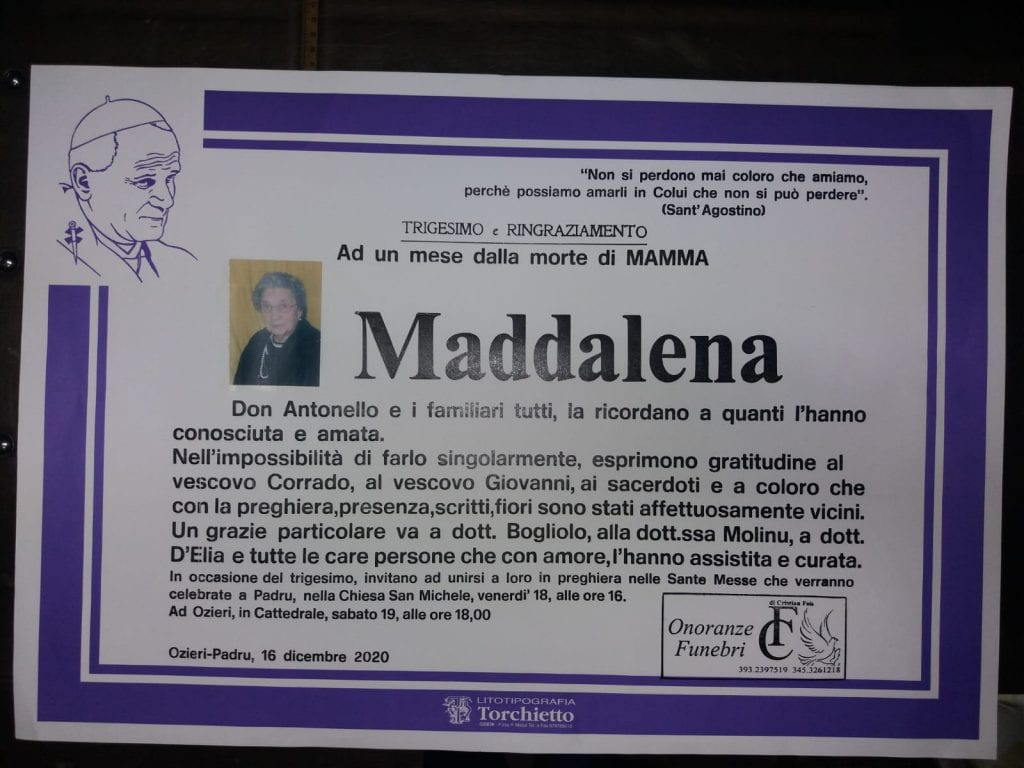 "Non si perdono mai coloro che amiamo,
perchè possiamo amarli in Colui che non si può perdere".
(Sant'Agostino)
TRIGESIMO e RINGRAZIAMENTO
Ad un mese dalla morte di MAMMA
Maddalena
Don Antonello e i familiari tutti, la ricordano a quanti l'hanno
conosciuta e amata.
Nell'impossibilità di farlo singolarmente, esprimono gratitudine al
vescovo Corrado, al vescovo Giovanni, ai sacerdoti e a coloro che
con la preghiera,presenza,scritti,fiori sono stati affettuosamente vicini.
Un grazie particolare va a dott. Bogliolo, alla dott.ssa Molinu, a dott.
D'Elia e tutte le care persone che con amore,l'hanno assistita e curata.
In occasione del trigesimo, invitano ad unirsi a loro in preghiera nelle Sante Messe che verranno
celebrate a Padru, nella Chiesa San Michele, venerdi' 18, alle ore 16.
Ad Ozieri, in Cattedrale, sabato 19, alle ore 18,00
Ozieri-Padru, 16 dicembre 2020
di Cristian Fois
Onoranze
Funebri
CF
393.2397519 345.3261218
LITOTIPOGRAFIA
Torchietto